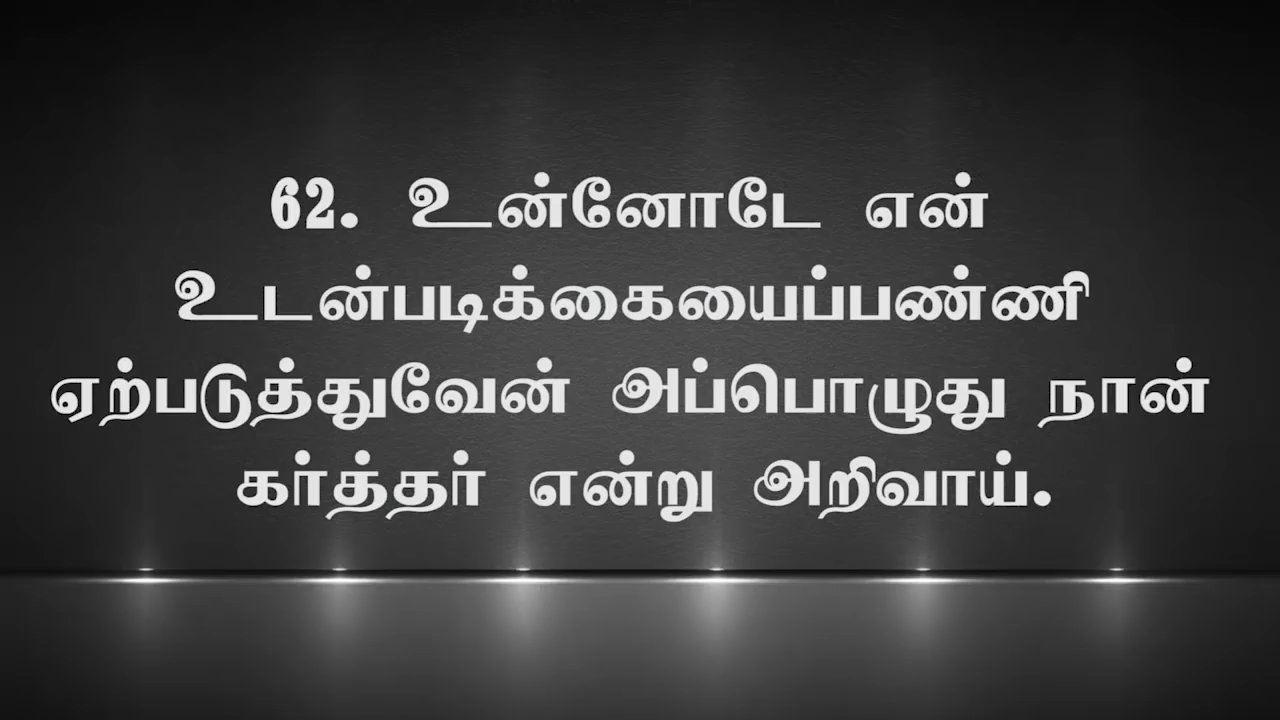 62. உன்னோடே என்
உடன்படிக்கையைப்பண்ணி
ஏற்படுத்துவேன் அப்பொழுது நான்
கர்த்தர் என்று அறிவாய்.